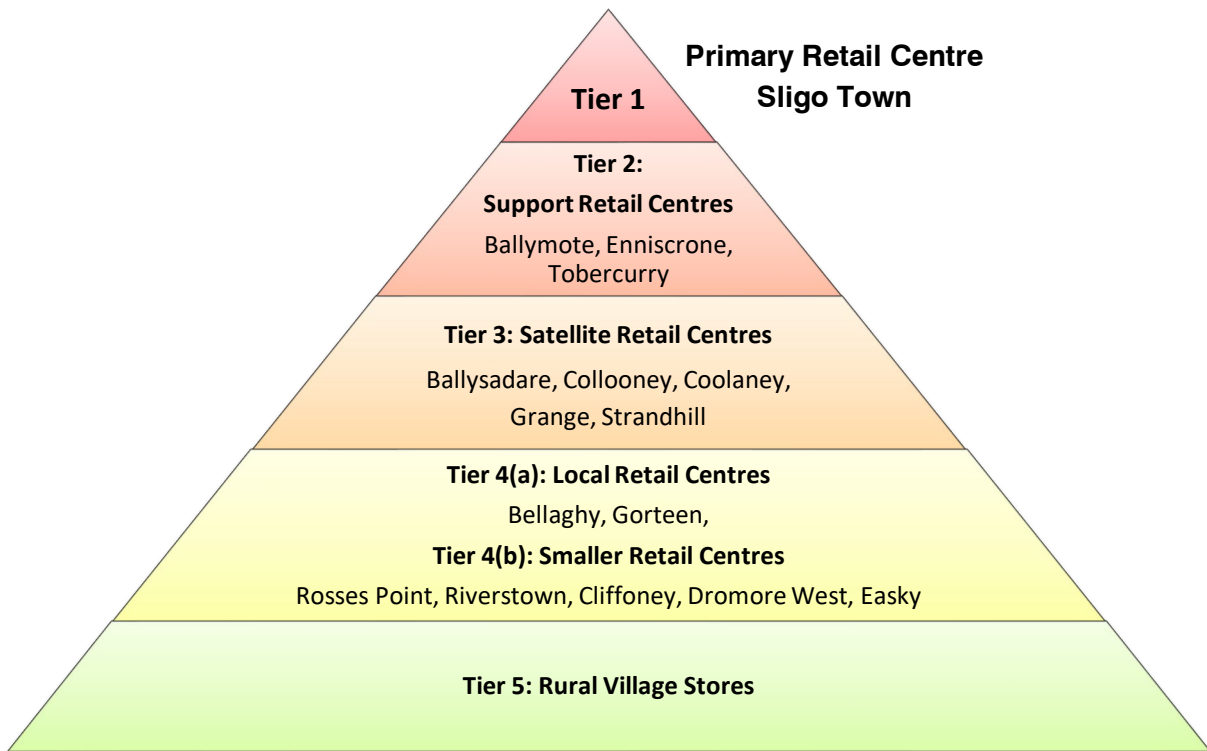 Primary Retail Centre
Sligo Town
Tier 1
Tier 2:
Support Retail Centres
Ballymote, Enniscrone,
Tobercurry
Tier 3: Satellite Retail Centres
Ballysadare, Collooney, Coolaney,
Grange, Strandhill
Tier 4(a): Local Retail Centres
Bellaghy, Gorteen,
Tier 4(b): Smaller Retail Centres
Rosses Point, Riverstown, Cliffoney, Dromore West, Easky
Tier 5: Rural Village Stores